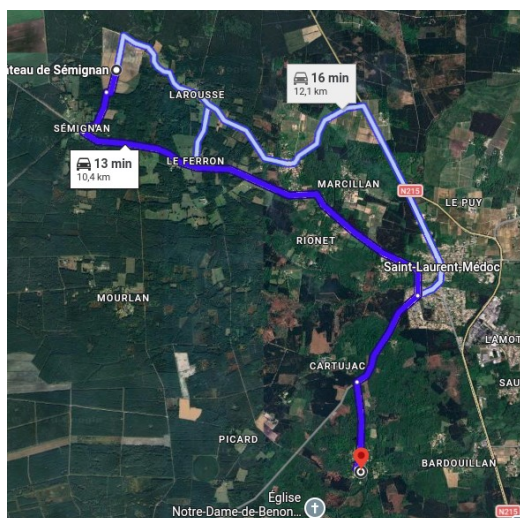 ateau de Sémignan
LAROUSSE
16 min
12,1 km
SÉMIGNAN
13 min
10,4 km
LE FERRON
MARCILLAN
N215
LE PUY
RIONET
Saint-Laurent-Médoc
MOURLAN
LAMOT
CARTUJAC
SAU
PICARD
BARDOUILLAN
Église
Notre-Dame-de-Benon...
N215